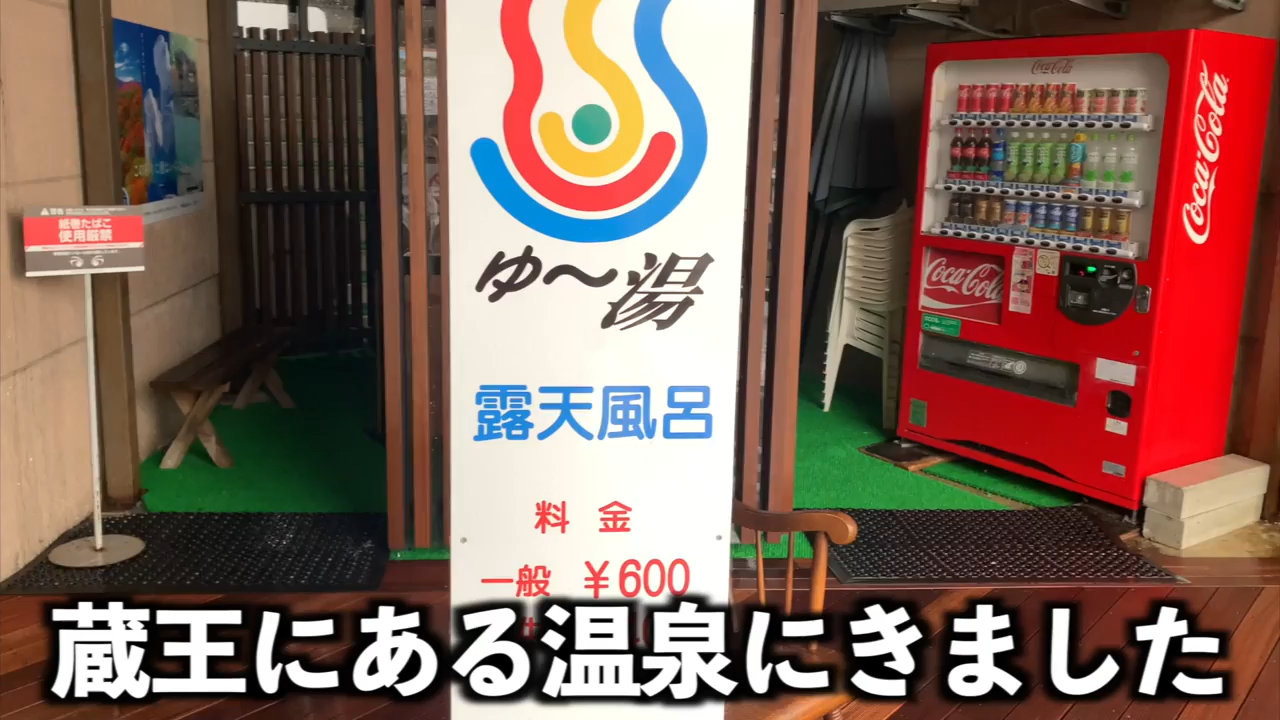 警告
紙巻たばこ
使用厳禁
ゆ〜湯
露天風呂
料金
一般 ¥600
Coca-Cola
Coca-Cola
Coca-Cola
蔵王にある温泉にきました